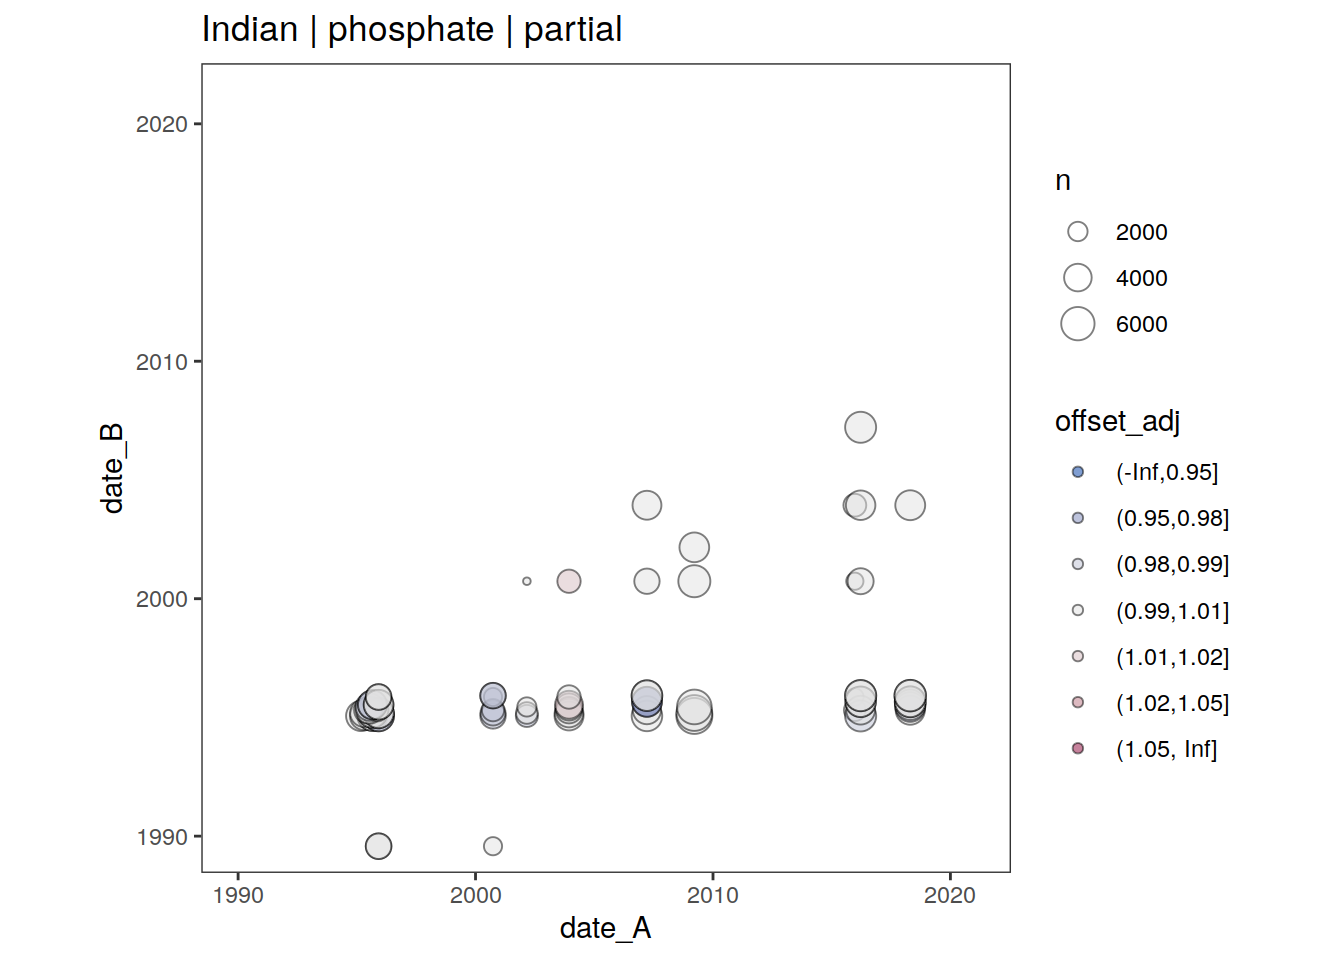 Indian | phosphate | partial
2020
2010
2000
1990
date_B
1990
2000
2010
2020
date_A
n
2000
4000
6000
offset_adj
(-Inf,0.95]
(0.95,0.98]
(0.98,0.99]
(0.99,1.01]
(1.01,1.02]
(1.02,1.05]
(1.05, Inf]